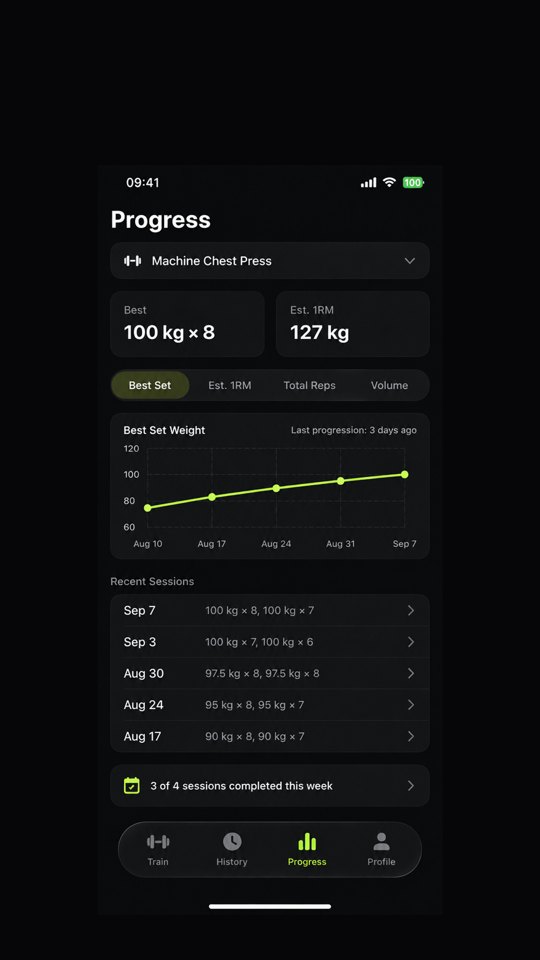 09:41
100
Progress
Machine Chest Press
Best
100 kg × 8
Est. 1RM
127 kg
Best Set
Est. 1RM
Total Reps
Volume
Best Set Weight
Last progression: 3 days ago
120
100
80
60
Aug 10
Aug 17
Aug 24
Aug 31
Sep 7
Recent Sessions
Sep 7 100 kg × 8, 100 kg × 7
Sep 3 100 kg × 7, 100 kg × 6
Aug 30 97.5 kg × 8, 97.5 kg × 8
Aug 24 95 kg × 8, 95 kg × 7
Aug 17 90 kg × 8, 90 kg × 7
3 of 4 sessions completed this week
Train
History
Progress
Profile